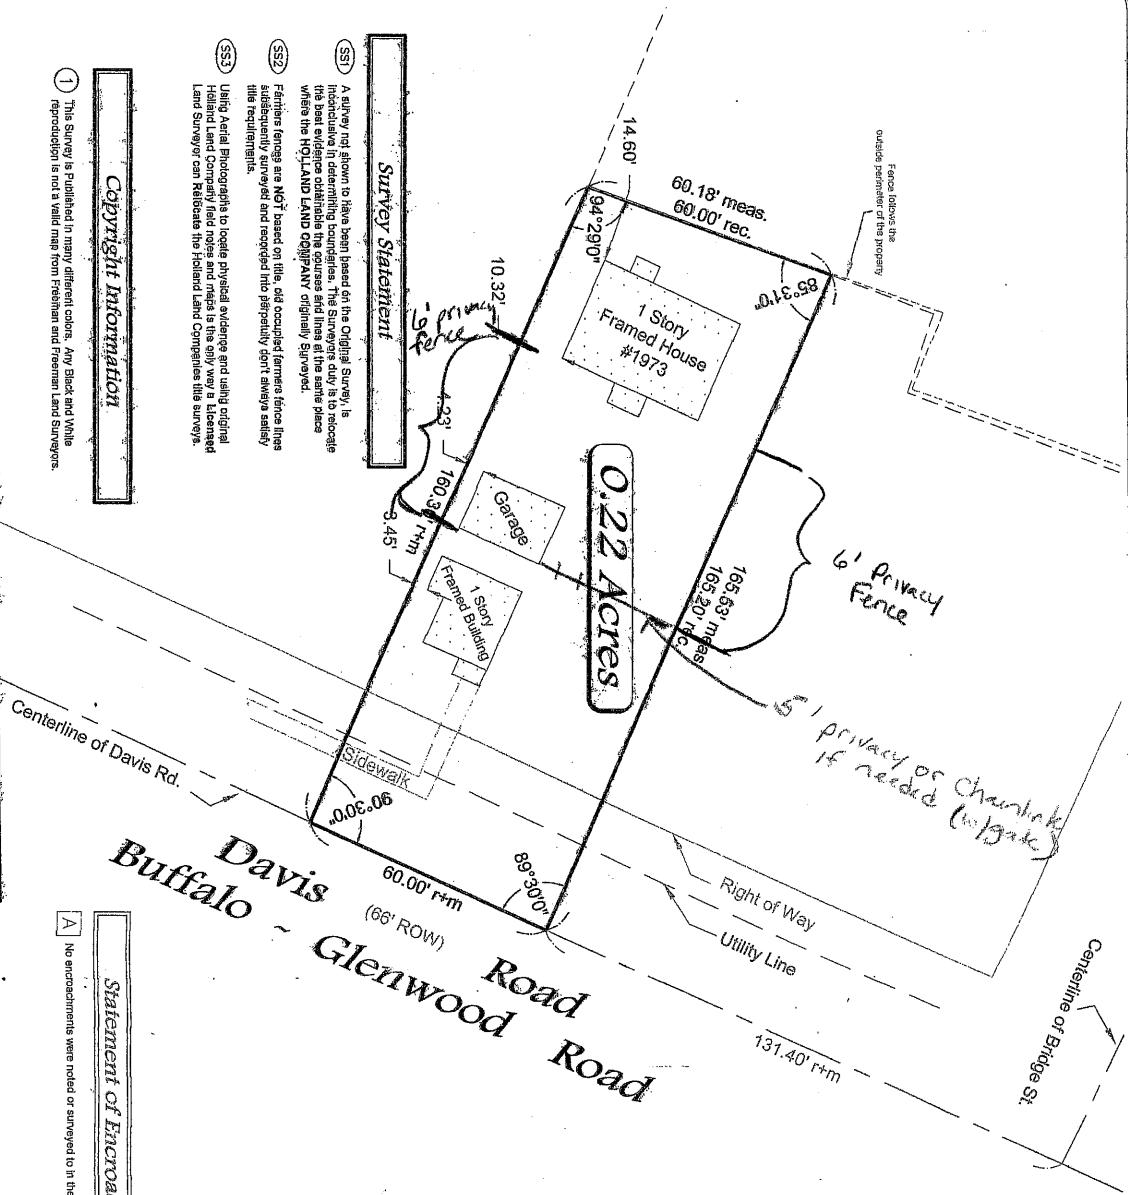 Survey Statement
SS1 A survey not shown to have been based on the Original Survey, is
inconclusive in determining boundaries. The Surveyors duty is to relocate
the best evidence obtainable the courses and lines at the same place
where the HOLLAND LAND COMPANY originally Surveyed.
SS2 Farmers fences are NOT based on title, old occupied farmers fence lines
subsequently surveyed and recorded into perpetuity don't always satisfy
title requirements.
SS3 Using Aerial Photographs to locate physical evidence and using original
Holland Land Company field notes and maps is the only way a Licensed
Land Surveyor can Relocate the Holland Land Companies title surveys.
Copyright Information
1 This Survey is Published in many different colors. Any Black and White
reproduction is not a valid map from Freeman and Freeman Land Surveyors.
Statement of Encroa
A No encroachments were noted or surveyed to in the
14.60'
60.18' meas.
60.00' rec.
Fence follows the
outside perimeter of the property
94°29'0"
85°31'0"
1 Story
Framed House
#1973
10.32'
privacy
fence
4.23'
160.3 r+m
3.45'
Garage
1 Story
Framed Building
0.22 Acres
165.63' meas.
165.20' rec.
6' Privacy
Fence
5' privacy or Chainlink
if needed (w/gate)
Sidewalk
90°30'0"
89°30'0"
60.00' r+m
(66' ROW)
Centerline of Davis Rd.
Davis Road
Buffalo ~ Glenwood Road
Right of Way
Utility Line
131.40' r+m
Centerline of Bridge St.